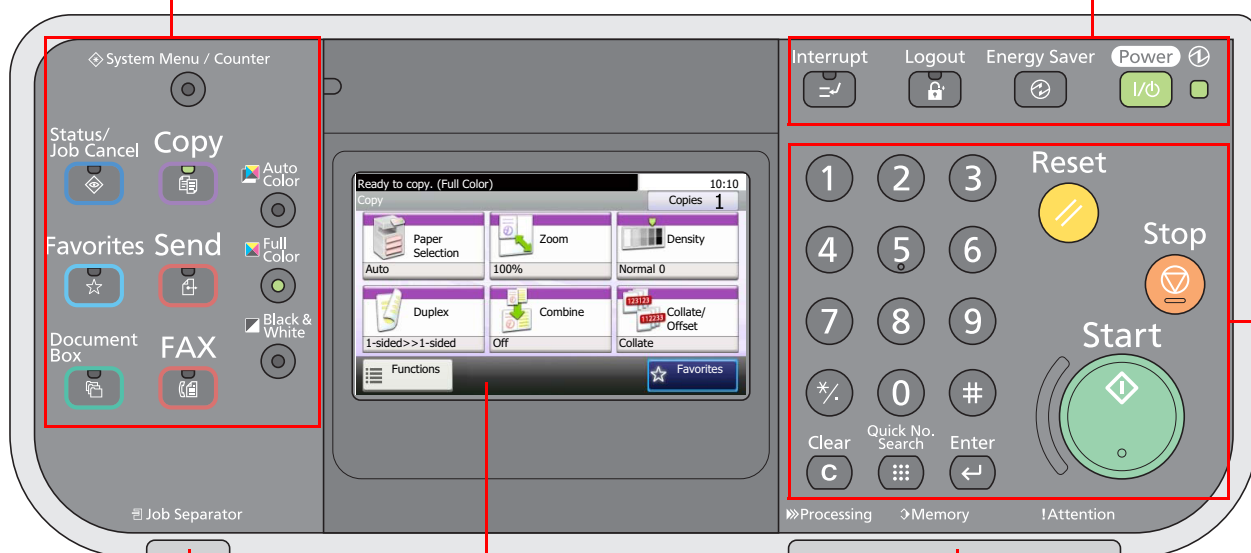 System Menu / Counter
Status/
Job Cancel
Copy
Auto
Color
Favorites
Send
Full
Color
Black &
White
Document
Box
FAX
Job Separator
Ready to copy. (Full Color)
10:10
Copy
Copies 1
Paper
Selection
Auto
Zoom
100%
Density
Normal 0
Duplex
1-sided>>1-sided
Combine
Off
123123
112233
Collate/
Offset
Collate
Functions
Favorites
Interrupt
Logout
Energy Saver
Power
1
2
3
Reset
4
5
6
Stop
7
8
9
Start
*/.
0
#
Clear
Quick No.
Search
Enter
C
Processing
Memory
!Attention